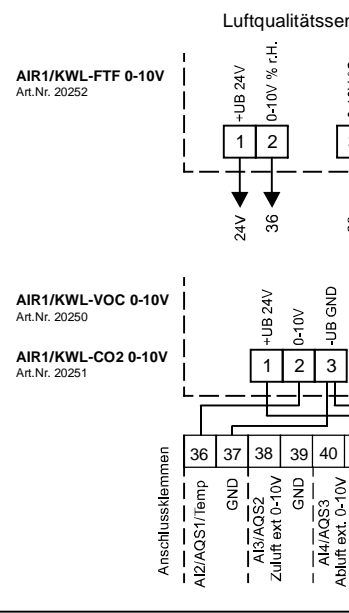 Luftqualitätsser
AIR1/KWL-FTF 0-10V
Art.Nr. 20252
+UB 24V
0-10V % r.H.
1 2
24V
36
AIR1/KWL-VOC 0-10V
Art.Nr. 20250
AIR1/KWL-CO2 0-10V
Art.Nr. 20251
+UB 24V
0-10V
-UB GND
1 2 3
Anschlussklemmen
36 37 38 39 40
AI2/AQS1/Temp
GND
AI3/AQS2
Zuluft ext 0-10V
GND
AI4/AQS3
Abluft ext. 0-10V